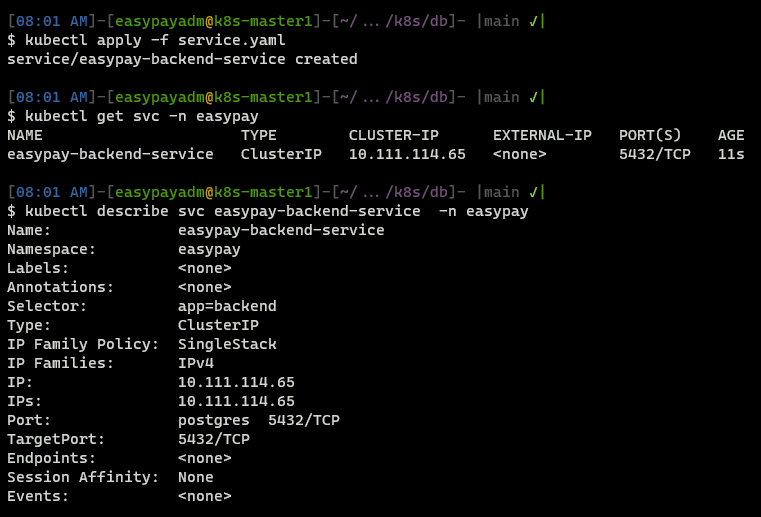 [08:01 AM]-[easypayadm@k8s-master1]-[~/ ... /k8s/db]- |main ✓|
$ kubectl apply -f service.yaml
service/easypay-backend-service created
[08:01 AM]-[easypayadm@k8s-master1]-[~/ ... /k8s/db]- |main ✓|
$ kubectl get svc -n easypay
NAME TYPE CLUSTER-IP EXTERNAL-IP PORT(S) AGE
easypay-backend-service ClusterIP 10.111.114.65 <none> 5432/TCP 11s
[08:01 AM]-[easypayadm@k8s-master1]-[~/ ... /k8s/db]- |main ✓|
$ kubectl describe svc easypay-backend-service  -n easypay
Name: easypay-backend-service
Namespace: easypay
Labels: <none>
Annotations: <none>
Selector: app=backend
Type: ClusterIP
IP Family Policy: SingleStack
IP Families: IPv4
IP: 10.111.114.65
IPs: 10.111.114.65
Port: postgres 5432/TCP
TargetPort: 5432/TCP
Endpoints: <none>
Session Affinity: None
Events: <none>